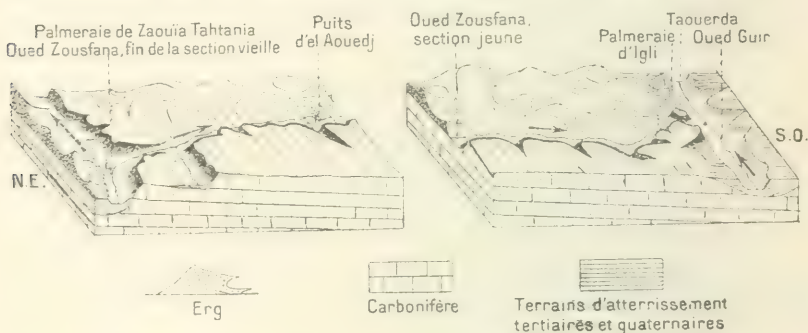 Palmeraie de Zaouïa Tahtania
Oued Zousfana, fin de la section vieille
Puits
d'el Aouedj
Oued Zousfana,
section jeune
Taouerda
Palmeraie
d'Igli
Oued Guir
N.E.
S.O.
Erg
Carbonifère
Terrains d'atterrissement
tertiaires et quaternaires